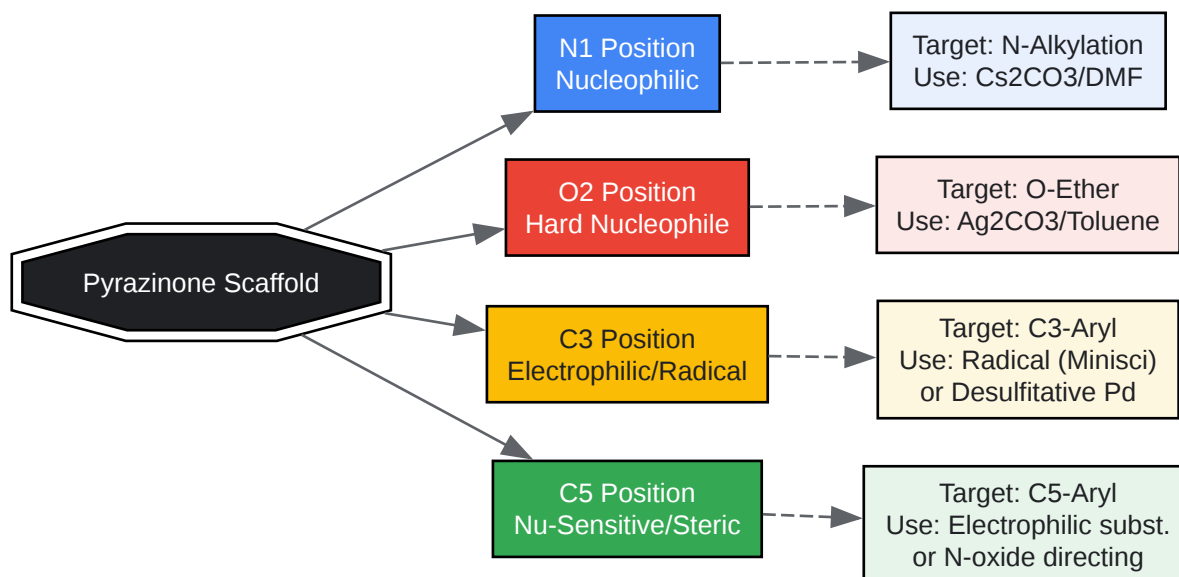 Pyrazinone Scaffold
N1 Position
Nucleophilic
Target: N-Alkylation
Use: Cs2CO3/DMF
O2 Position
Hard Nucleophile
Target: O-Ether
Use: Ag2CO3/Toluene
C3 Position
Electrophilic/Radical
Target: C3-Aryl
Use: Radical (Minisci)
or Desulfitative Pd
C5 Position
Nu-Sensitive/Steric
Target: C5-Aryl
Use: Electrophilic subst.
or N-oxide directing